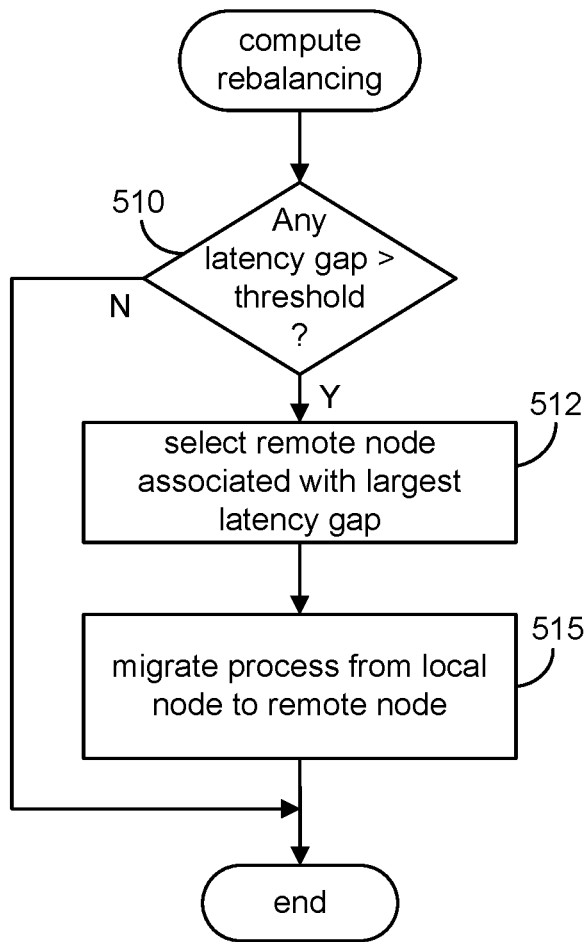 compute
rebalancing
510
Any
latency gap >
threshold
?
N
Y
512
select remote node
associated with largest
latency gap
515
migrate process from local
node to remote node
end